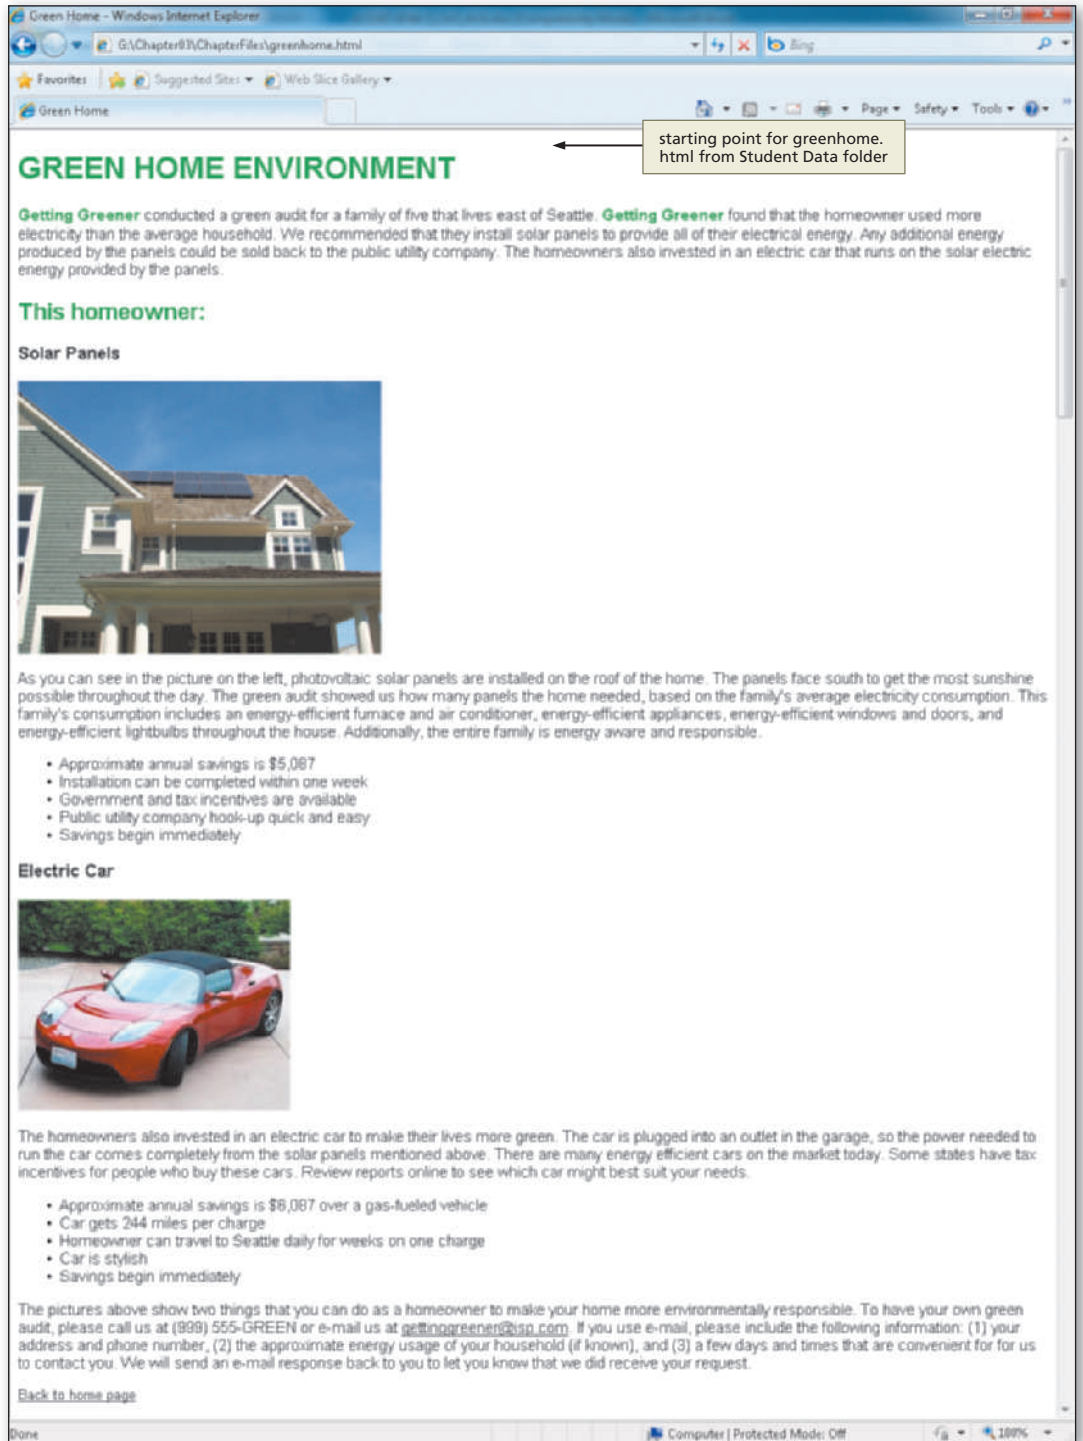 Green Home - Windows Internet Explorer
G:\Chapter03\ChapterFiles\greenhome.html
Bing
Favorites
Suggested Sites
Web Slice Gallery
Green Home
Page
Safety
Tools
starting point for greenhome.
html from Student Data folder
GREEN HOME ENVIRONMENT
Getting Greener conducted a green audit for a family of five that lives east of Seattle. Getting Greener found that the homeowner used more
electricity than the average household. We recommended that they install solar panels to provide all of their electrical energy. Any additional energy
produced by the panels could be sold back to the public utility company. The homeowners also invested in an electric car that runs on the solar electric
energy provided by the panels.
This homeowner:
Solar Panels
As you can see in the picture on the left, photovoltaic solar panels are installed on the roof of the home. The panels face south to get the most sunshine
possible throughout the day. The green audit showed us how many panels the home needed, based on the family's average electricity consumption. This
family's consumption includes an energy-efficient furnace and air conditioner, energy-efficient appliances, energy-efficient windows and doors, and
energy-efficient lightbulbs throughout the house. Additionally, the entire family is energy aware and responsible.
• Approximate annual savings is $5,087
• Installation can be completed within one week
• Government and tax incentives are available
• Public utility company hook-up quick and easy
• Savings begin immediately
Electric Car
The homeowners also invested in an electric car to make their lives more green. The car is plugged into an outlet in the garage, so the power needed to
run the car comes completely from the solar panels mentioned above. There are many energy efficient cars on the market today. Some states have tax
incentives for people who buy these cars. Review reports online to see which car might best suit your needs.
• Approximate annual savings is $6,087 over a gas-fueled vehicle
• Car gets 244 miles per charge
• Homeowner can travel to Seattle daily for weeks on one charge
• Car is stylish
• Savings begin immediately
The pictures above show two things that you can do as a homeowner to make your home more environmentally responsible. To have your own green
audit, please call us at (999) 555-GREEN or e-mail us at gettinggreener@isp.com. If you use e-mail, please include the following information: (1) your
address and phone number, (2) the approximate energy usage of your household (if known), and (3) a few days and times that are convenient for for us
to contact you. We will send an e-mail response back to you to let you know that we did receive your request.
Back to home page
Done
Computer | Protected Mode: Off
100%